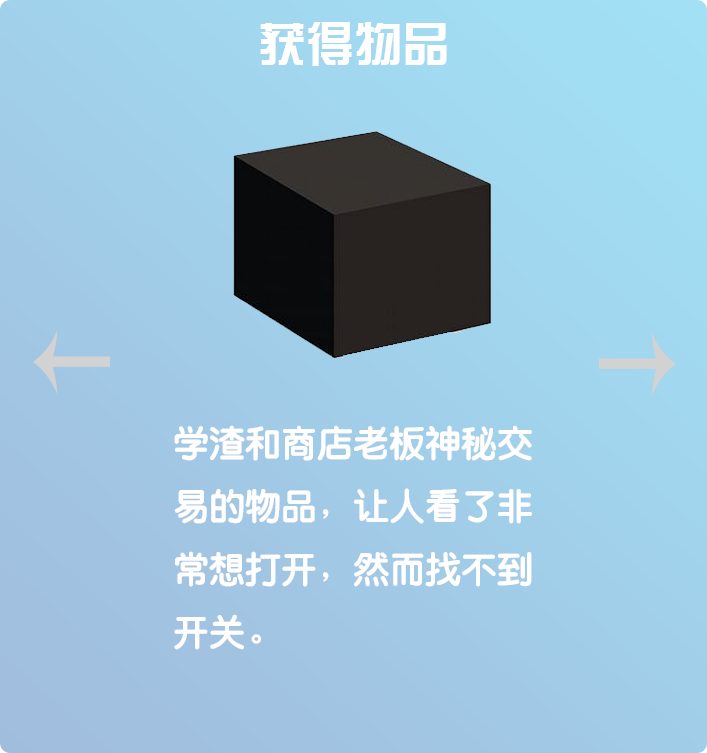 获得物品
学渣和商店老板神秘交
易的物品，让人看了非
常想打开，然而找不到
开关。